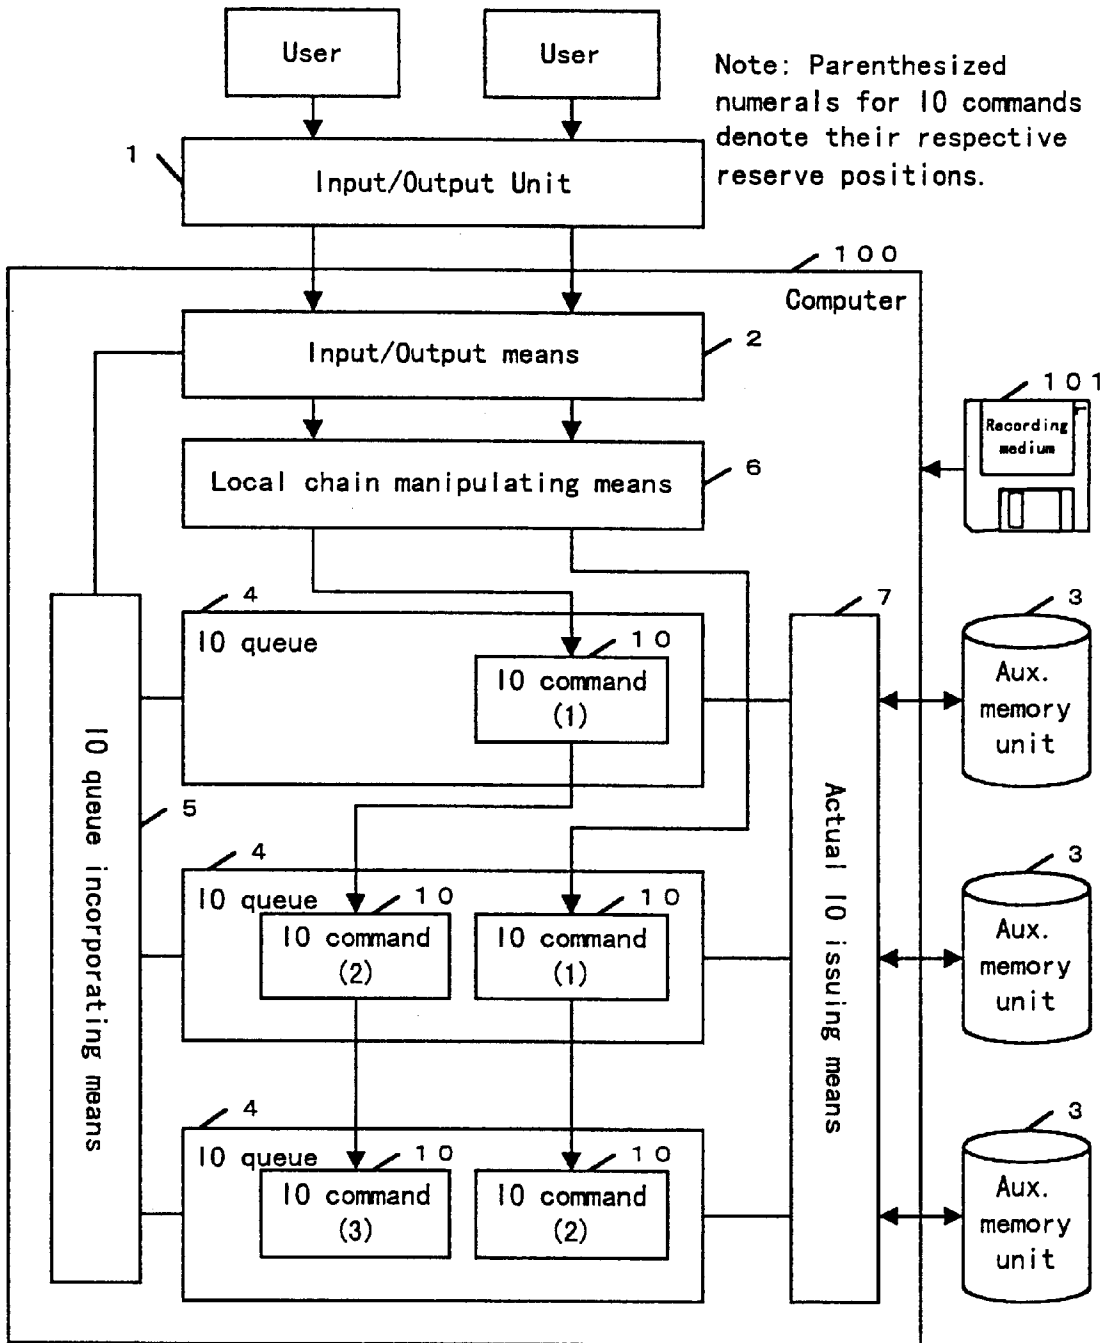 User
User
Note: Parenthesized
numerals for IO commands
denote their respective
reserve positions.
1
Input/Output Unit
100
Computer
Input/Output means
2
101
Recording
medium
Local chain manipulating means
6
4
IO queue
10
IO command
(1)
7
3
Aux.
memory
unit
IO queue incorporating means
5
Actual IO issuing means
4
IO queue
10
IO command
(2)
10
IO command
(1)
3
Aux.
memory
unit
4
IO queue
10
IO command
(3)
10
IO command
(2)
3
Aux.
memory
unit